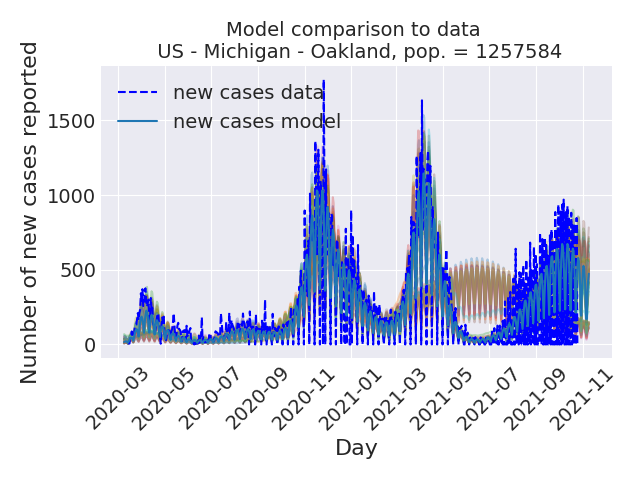 Model comparison to data
US - Michigan - Oakland, pop. = 1257584
Number of new cases reported
new cases data
new cases model
1500
1000
500
0
2020-03
2020-05
2020-07
2020-09
2020-11
2021-01
2021-03
2021-05
2021-07
2021-09
2021-11
Day